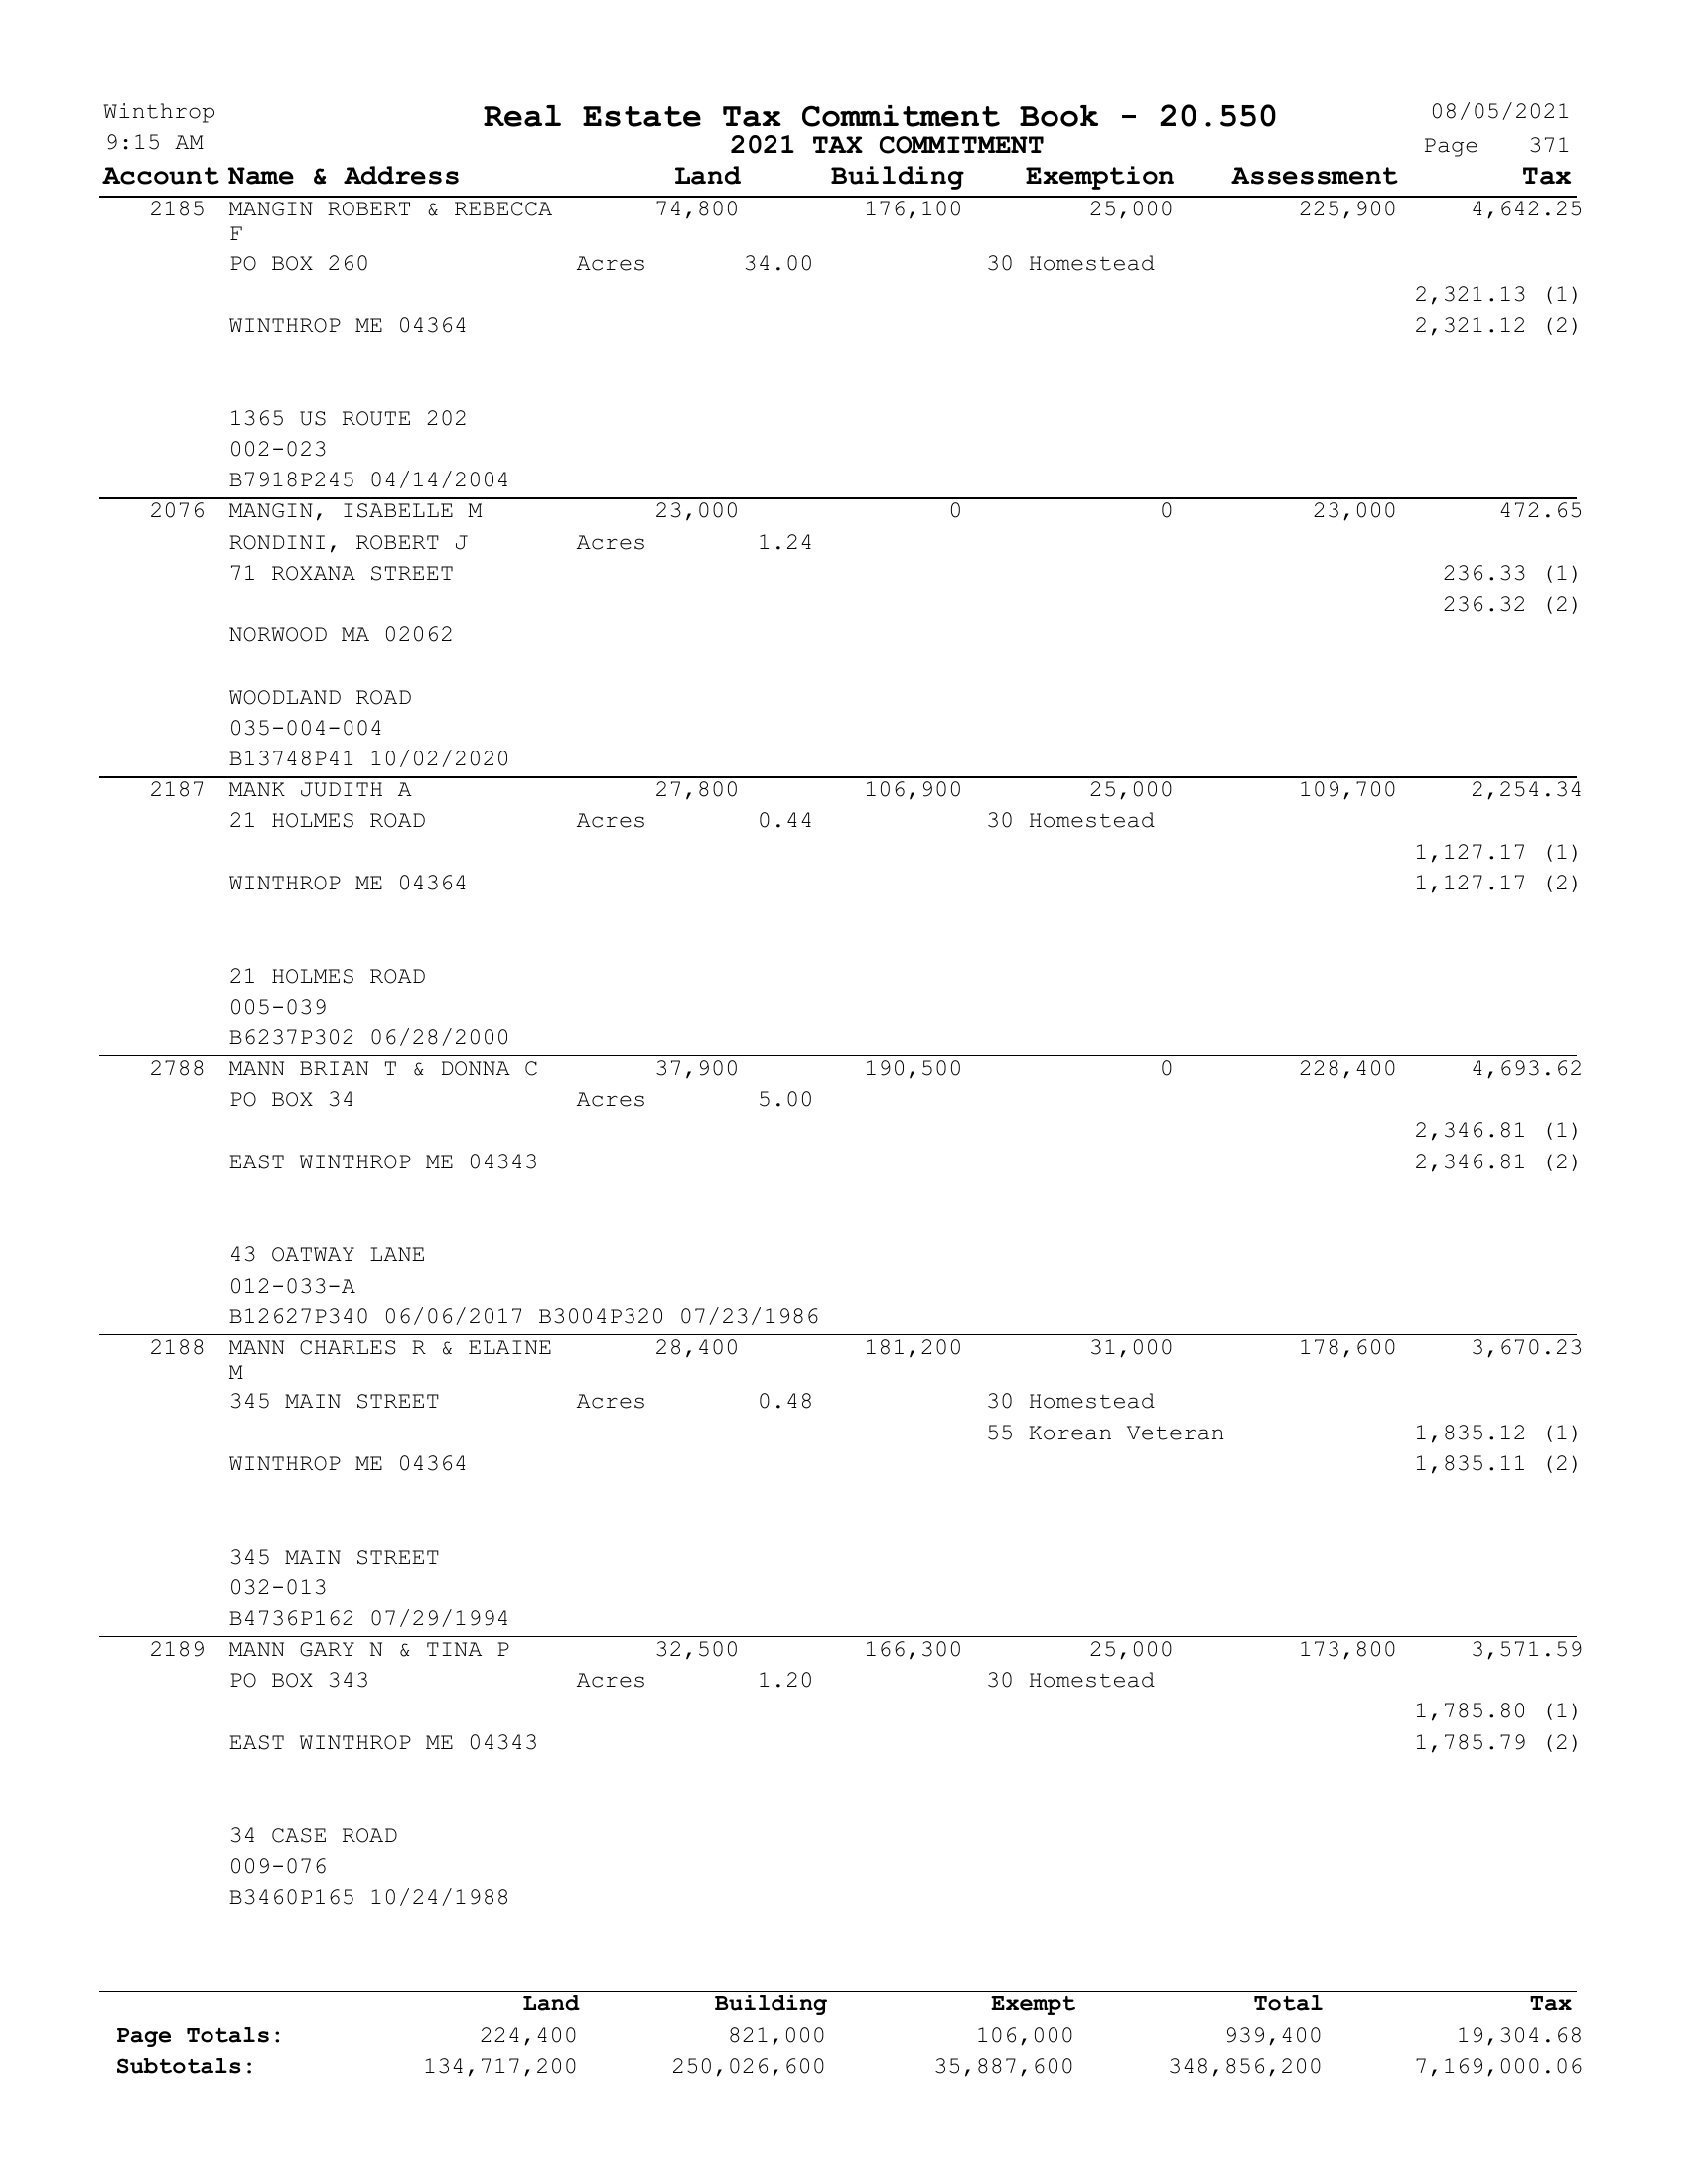 Winthrop Real Estate Tax Commitment Book - 20.550 08/05/2021
9:15 AM 2021 TAX COMMITMENT Page 371
Account Name & Address Land Building Exemption Assessment Tax
2185 MANGIN ROBERT & REBECCA 74,800 176,100 25,000 225,900 4,642.25
F
PO BOX 260 Acres 34.00 30 Homestead
2,321.13 (1)
WINTHROP ME 04364 2,321.12 (2)
1365 US ROUTE 202
002-023
B7918P245 04/14/2004
2076 MANGIN, ISABELLE M 23,000 0 0 23,000 472.65
RONDINI, ROBERT J Acres 1.24
71 ROXANA STREET 236.33 (1)
236.32 (2)
NORWOOD MA 02062
WOODLAND ROAD
035-004-004
B13748P41 10/02/2020
2187 MANK JUDITH A 27,800 106,900 25,000 109,700 2,254.34
21 HOLMES ROAD Acres 0.44 30 Homestead
1,127.17 (1)
WINTHROP ME 04364 1,127.17 (2)
21 HOLMES ROAD
005-039
B6237P302 06/28/2000
2788 MANN BRIAN T & DONNA C 37,900 190,500 0 228,400 4,693.62
PO BOX 34 Acres 5.00
2,346.81 (1)
EAST WINTHROP ME 04343 2,346.81 (2)
43 OATWAY LANE
012-033-A
B12627P340 06/06/2017 B3004P320 07/23/1986
2188 MANN CHARLES R & ELAINE 28,400 181,200 31,000 178,600 3,670.23
M
345 MAIN STREET Acres 0.48 30 Homestead
55 Korean Veteran 1,835.12 (1)
WINTHROP ME 04364 1,835.11 (2)
345 MAIN STREET
032-013
B4736P162 07/29/1994
2189 MANN GARY N & TINA P 32,500 166,300 25,000 173,800 3,571.59
PO BOX 343 Acres 1.20 30 Homestead
1,785.80 (1)
EAST WINTHROP ME 04343 1,785.79 (2)
34 CASE ROAD
009-076
B3460P165 10/24/1988
Land Building Exempt Total Tax
Page Totals: 224,400 821,000 106,000 939,400 19,304.68
Subtotals: 134,717,200 250,026,600 35,887,600 348,856,200 7,169,000.06